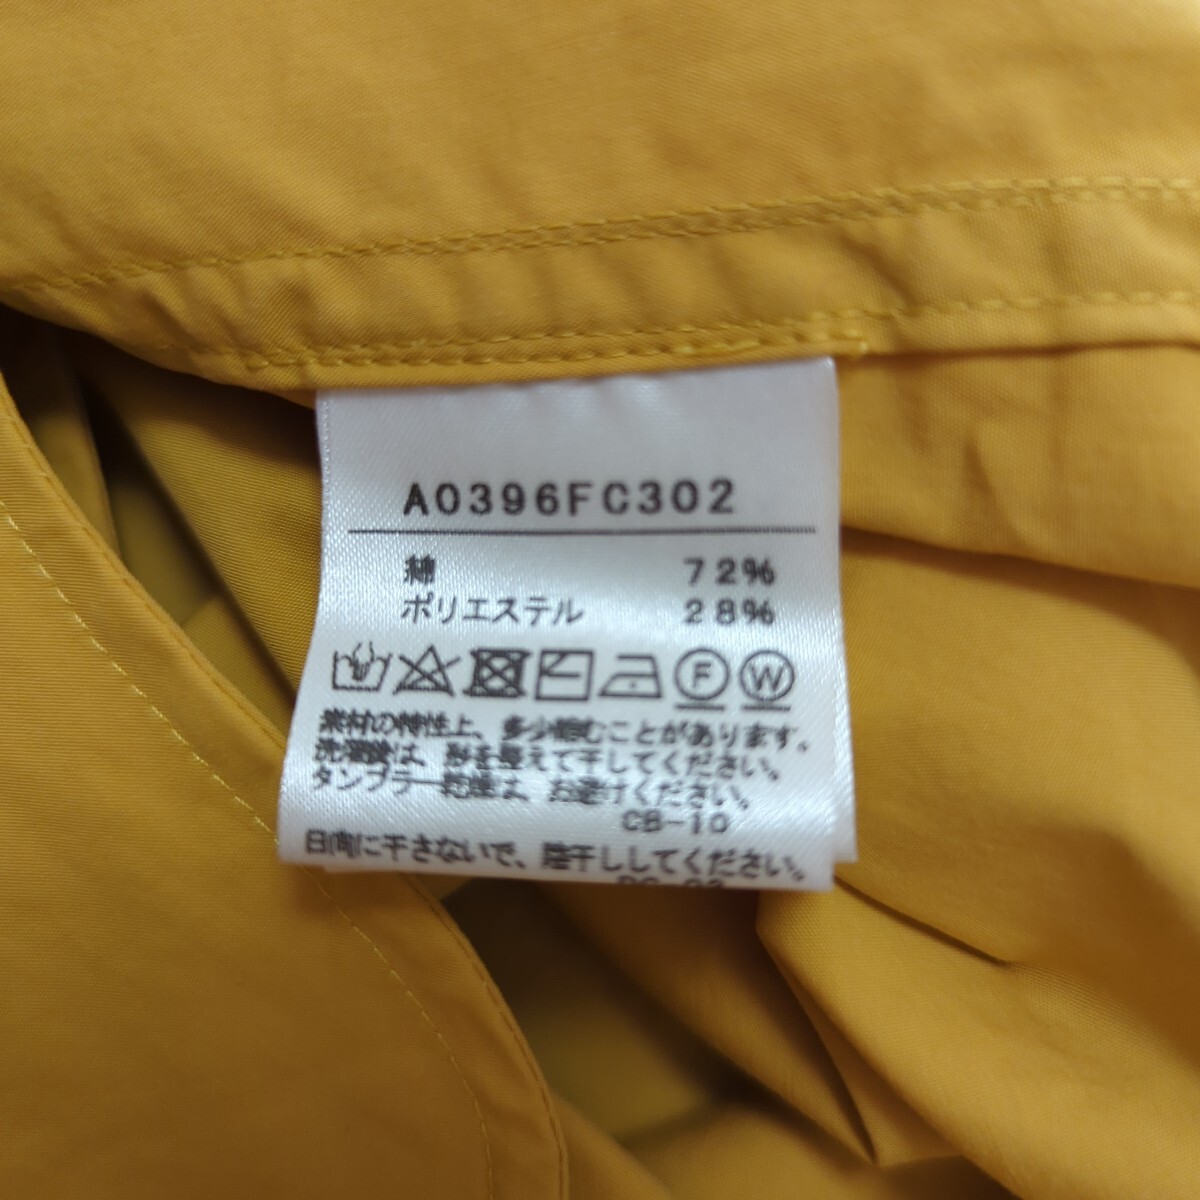 A0396FC302
綿 72%
ポリエステル 28%
F W
素材の特性上、多少縮むことがあります。
洗濯後は、形を整えて干してください。
タンブラー乾燥は、お避けください。
CB-10
日向に干さないで、陰干ししてください。